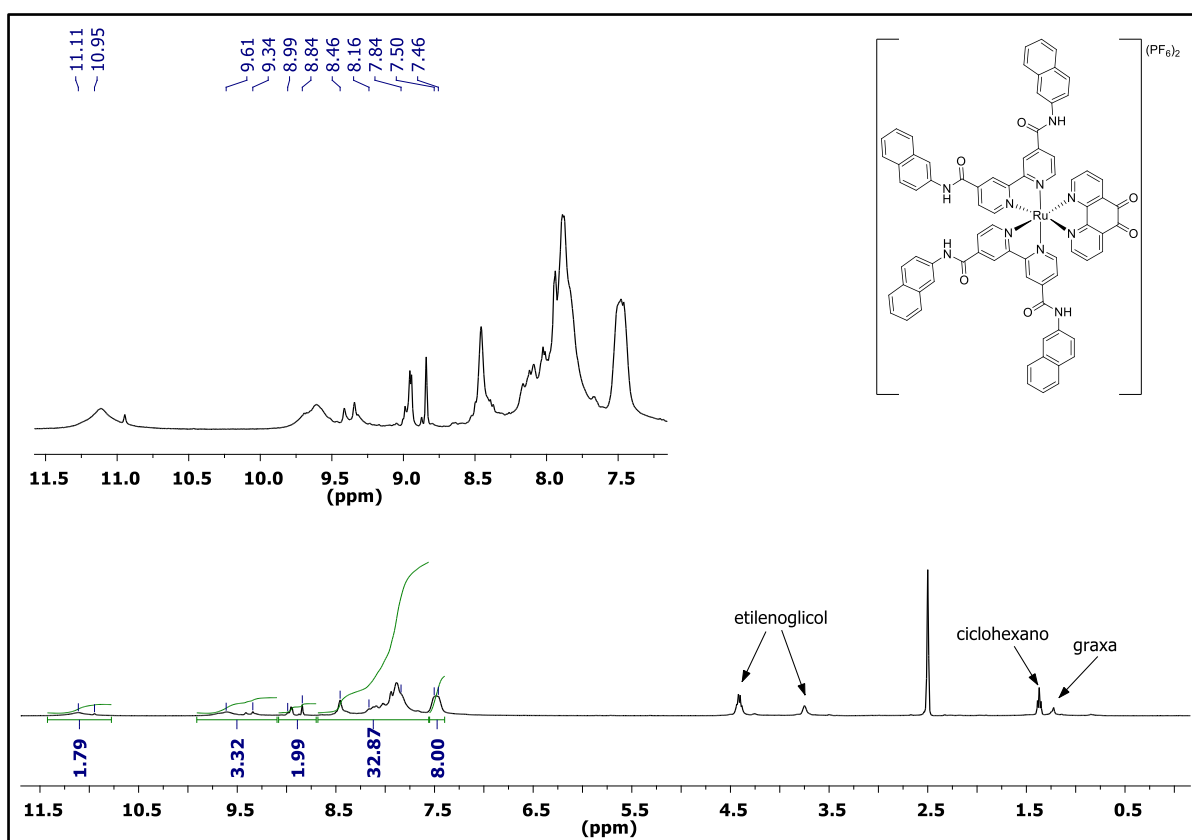 11.11
10.95
9.61
9.34
8.99
8.84
8.46
8.16
7.84
7.50
7.46
(PF6)2
O
NH
O
NH
N
N
N
Ru
N
N
N
O
O
NH
O
O
NH
11.5 11.0 10.5 10.0 9.5 9.0 8.5 8.0 7.5
(ppm)
etilenoglicol
ciclohexano
graxa
1.79
3.32
1.99
32.87
8.00
11.5 10.5 9.5 8.5 7.5 6.5 5.5 4.5 3.5 2.5 1.5 0.5
(ppm)